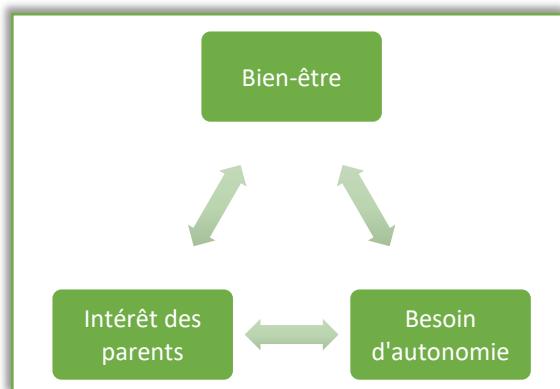 Bien-être
Intérêt des
parents
Besoin
d'autonomie